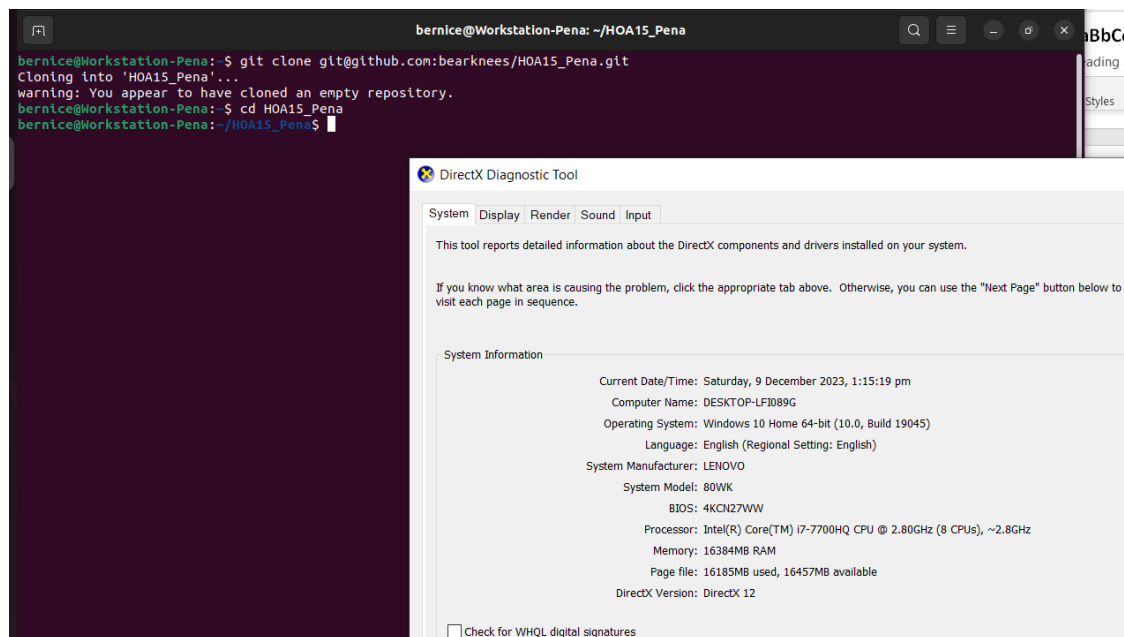 bernice@Workstation-Pena: ~/HOA15_Pena
bernice@Workstation-Pena:~$ git clone git@github.com:bearknees/HOA15_Pena.git
Cloning into 'HOA15_Pena'...
warning: You appear to have cloned an empty repository.
bernice@Workstation-Pena:~$ cd HOA15_Pena
bernice@Workstation-Pena:~/HOA15_Pena$
aBbCc
eading
Styles
DirectX Diagnostic Tool
System Display Render Sound Input
This tool reports detailed information about the DirectX components and drivers installed on your system.
If you know what area is causing the problem, click the appropriate tab above. Otherwise, you can use the "Next Page" button below to
visit each page in sequence.
System Information
Current Date/Time: Saturday, 9 December 2023, 1:15:19 pm
Computer Name: DESKTOP-LFI089G
Operating System: Windows 10 Home 64-bit (10.0, Build 19045)
Language: English (Regional Setting: English)
System Manufacturer: LENOVO
System Model: 80WK
BIOS: 4KCN27WW
Processor: Intel(R) Core(TM) i7-7700HQ CPU @ 2.80GHz (8 CPUs), ~2.8GHz
Memory: 16384MB RAM
Page file: 16185MB used, 16457MB available
DirectX Version: DirectX 12
Check for WHQL digital signatures